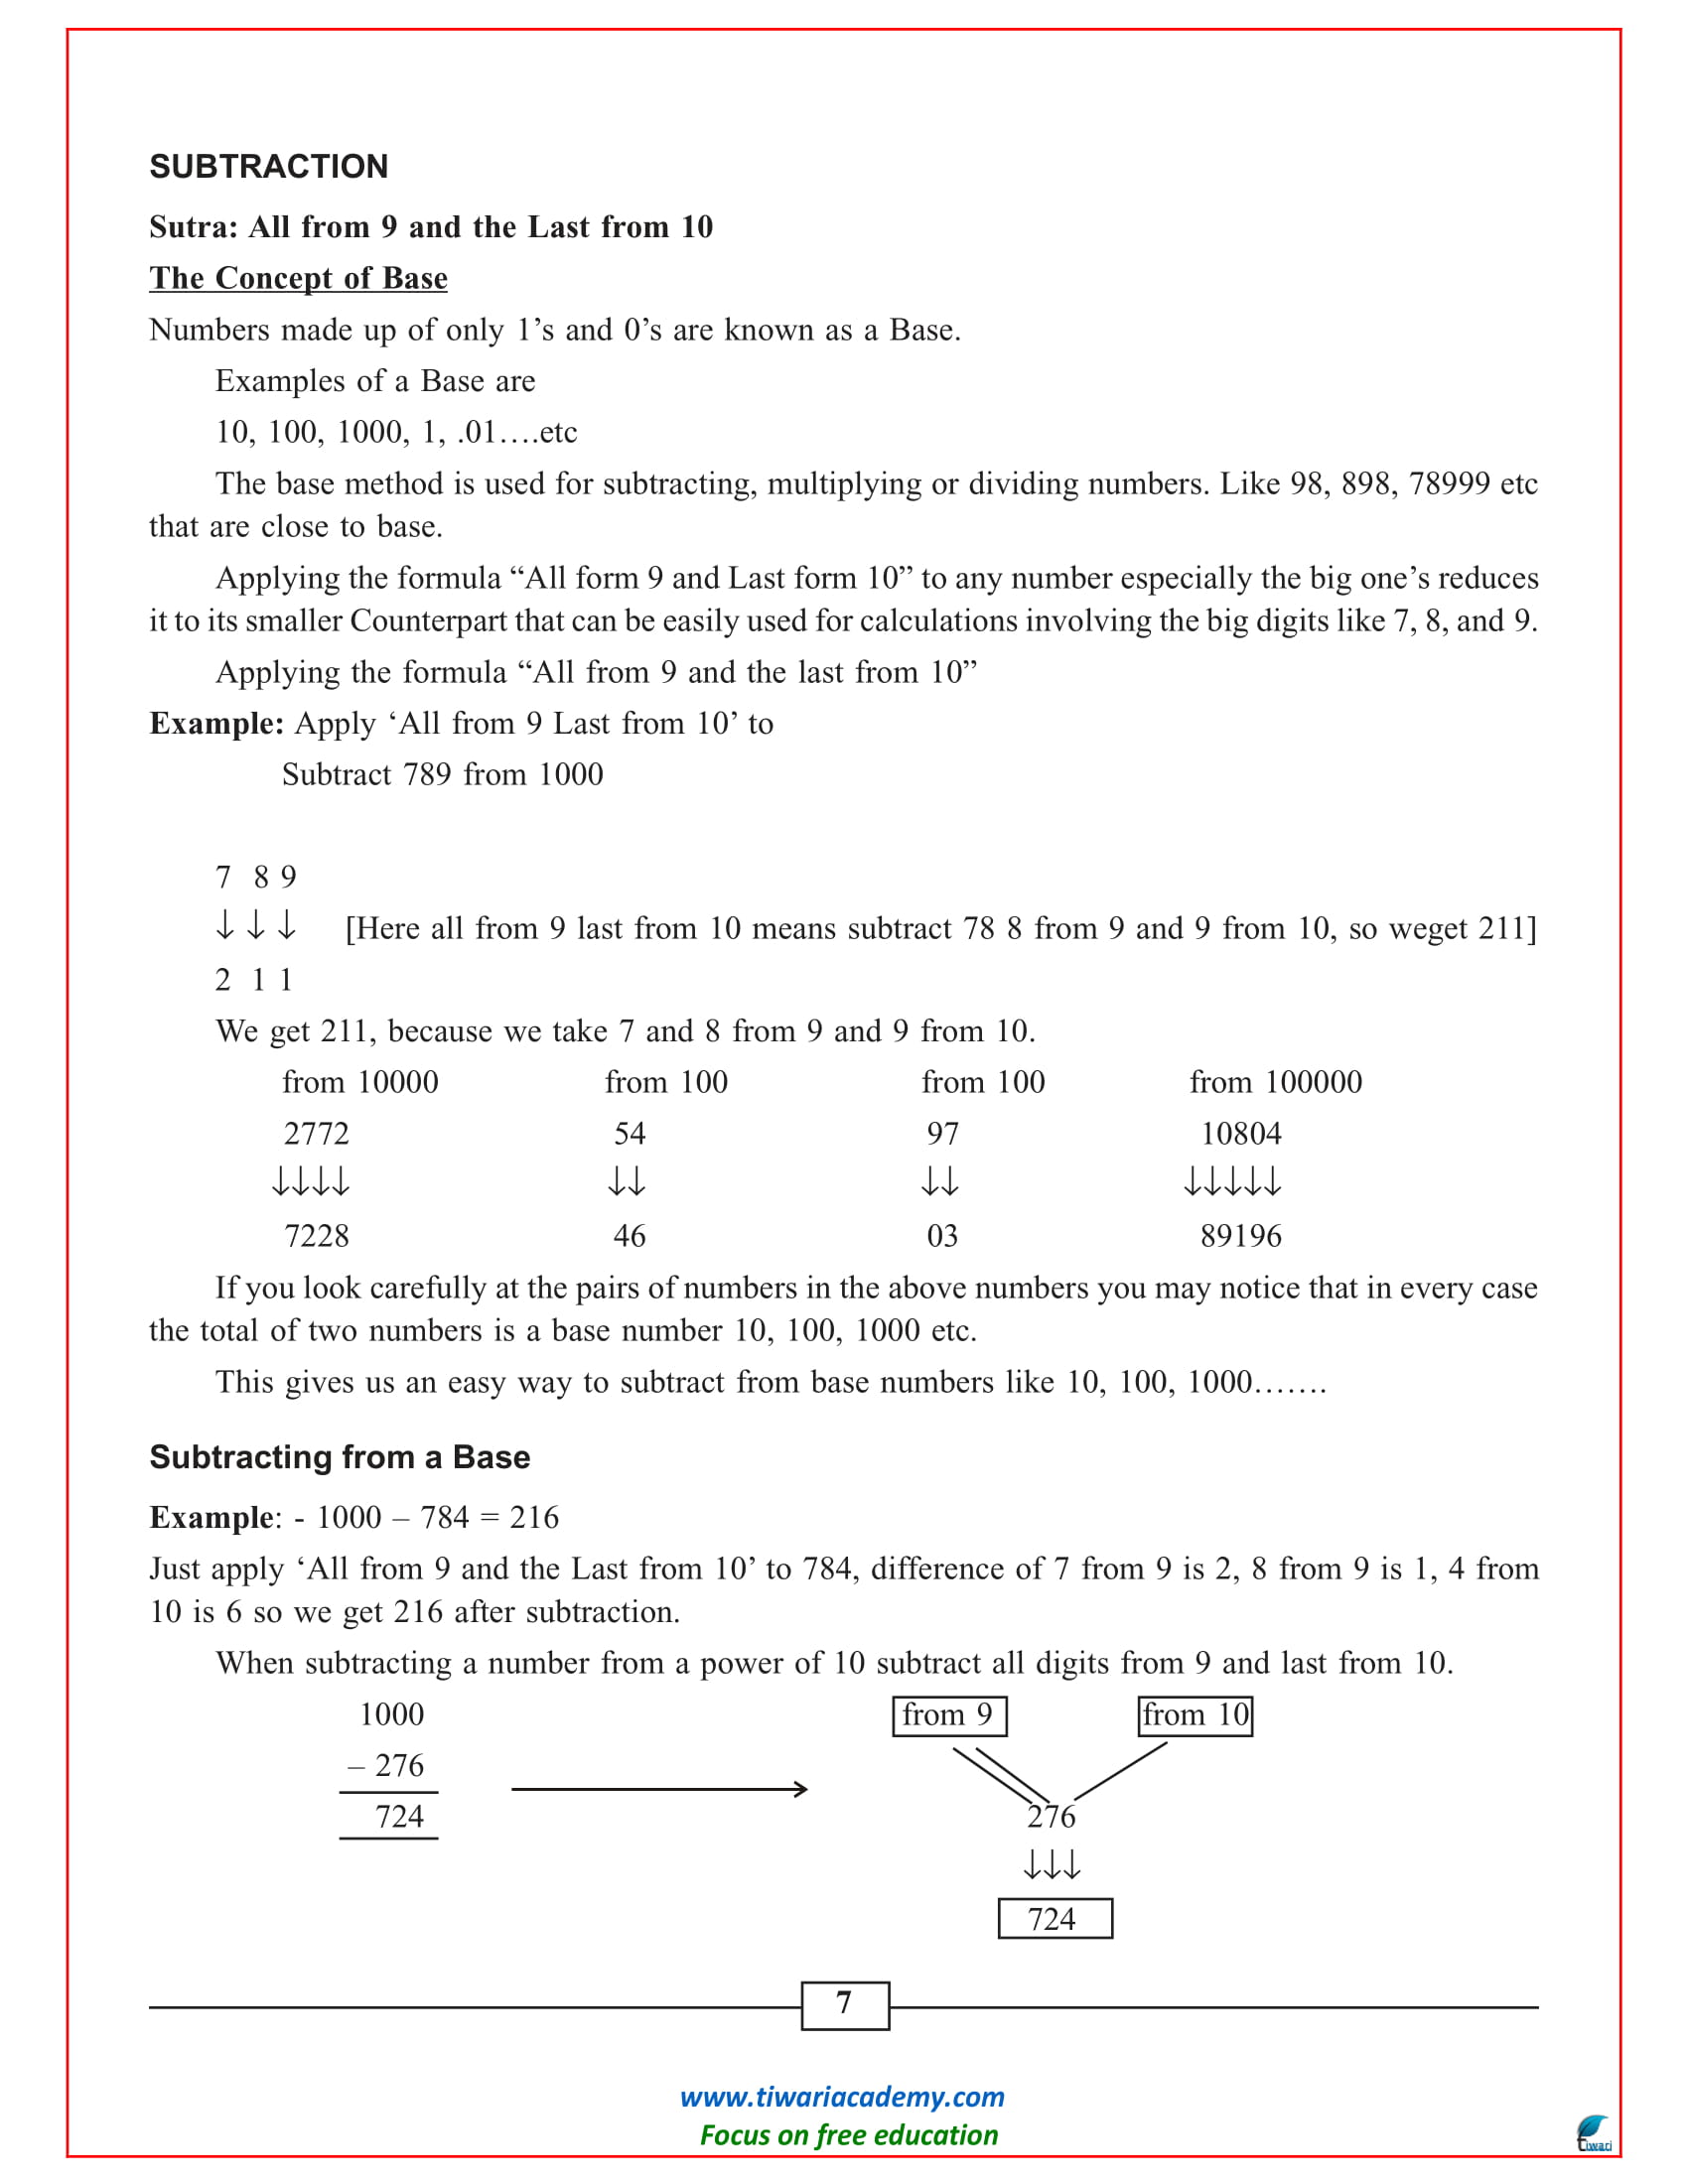 SUBTRACTION
Sutra: All from 9 and the Last from 10
The Concept of Base
Numbers made up of only 1’s and 0’s are known as a Base.
Examples of a Base are
10, 100, 1000, 1, .01….etc
The base method is used for subtracting, multiplying or dividing numbers. Like 98, 898, 78999 etc
that are close to base.
Applying the formula “All form 9 and Last form 10” to any number especially the big one’s reduces
it to its smaller Counterpart that can be easily used for calculations involving the big digits like 7, 8, and 9.
Applying the formula “All from 9 and the last from 10”
Example: Apply ‘All from 9 Last from 10’ to
Subtract 789 from 1000
7 8 9
↓ ↓ ↓ [Here all from 9 last from 10 means subtract 78 8 from 9 and 9 from 10, so weget 211]
2 1 1
We get 211, because we take 7 and 8 from 9 and 9 from 10.
from 10000 from 100 from 100 from 100000
2772 54 97 10804
↓↓↓↓ ↓↓ ↓↓ ↓↓↓↓↓
7228 46 03 89196
If you look carefully at the pairs of numbers in the above numbers you may notice that in every case
the total of two numbers is a base number 10, 100, 1000 etc.
This gives us an easy way to subtract from base numbers like 10, 100, 1000…….
Subtracting from a Base
Example: - 1000 – 784 = 216
Just apply ‘All from 9 and the Last from 10’ to 784, difference of 7 from 9 is 2, 8 from 9 is 1, 4 from
10 is 6 so we get 216 after subtraction.
When subtracting a number from a power of 10 subtract all digits from 9 and last from 10.
1000 from 9 from 10
– 276
724 276
↓↓↓
724
7
www.tiwariacademy.com
Focus on free education
tiwari